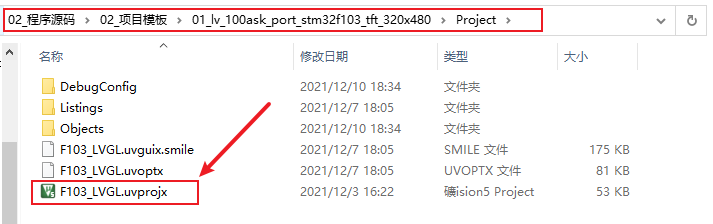 02_程序源码 > 02_项目模板 > 01_lv_100ask_port_stm32f103_tft_320x480 > Project >
名称 修改日期 类型 大小
DebugConfig 2021/12/10 18:34 文件夹
Listings 2021/12/7 18:05 文件夹
Objects 2021/12/10 18:34 文件夹
F103_LVGL.uvguix.smile 2021/12/7 18:05 SMILE 文件 175 KB
F103_LVGL.uvoptx 2021/12/7 18:05 UVOPTX 文件 81 KB
F103_LVGL.uvprojx 2021/12/3 16:22 礦ision5 Project 53 KB